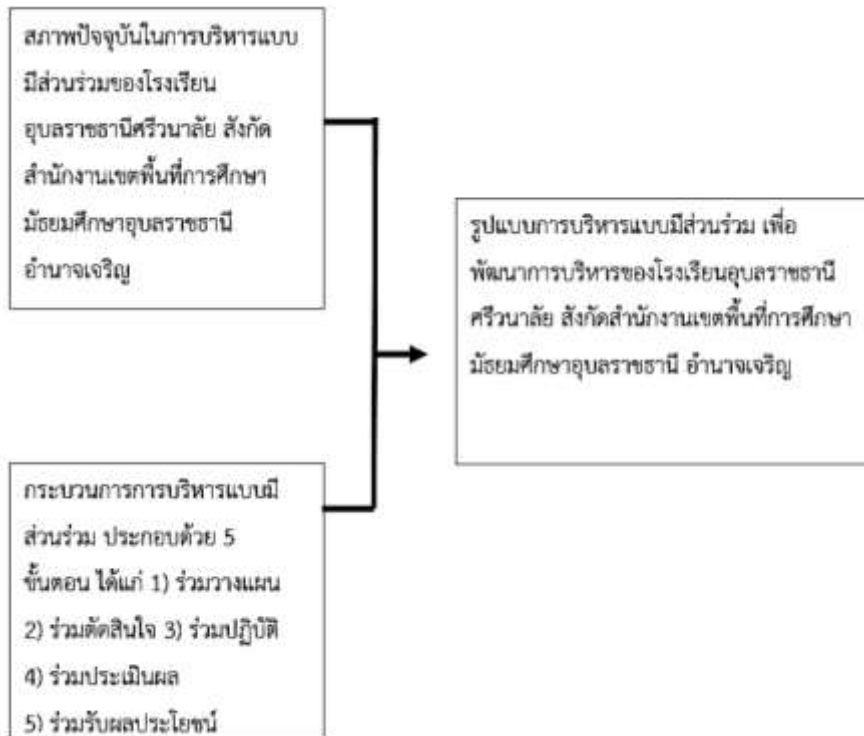 สภาพปัจจุบันในการบริหารแบบ
มีส่วนร่วมของโรงเรียน
อุบลราชธานีศรีวนาลัย สังกัด
สำนักงานเขตพื้นที่การศึกษา
มัธยมศึกษาอุบลราชธานี
อำนาจเจริญ
กระบวนการการบริหารแบบมี
ส่วนร่วม ประกอบด้วย 5
ขั้นตอน ได้แก่ 1) ร่วมวางแผน
2) ร่วมตัดสินใจ 3) ร่วมปฏิบัติ
4) ร่วมประเมินผล
5) ร่วมรับผลประโยชน์
รูปแบบการบริหารแบบมีส่วนร่วม เพื่อ
พัฒนาการบริหารของโรงเรียนอุบลราชธานี
ศรีวนาลัย สังกัดสำนักงานเขตพื้นที่การศึกษา
มัธยมศึกษาอุบลราชธานี อำนาจเจริญ